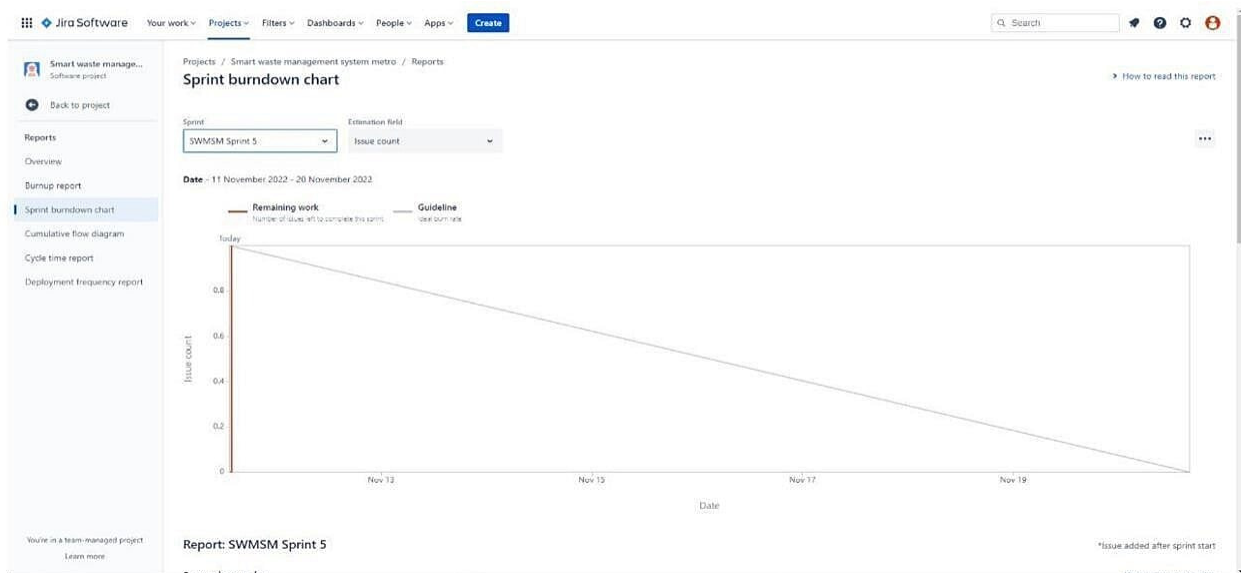 Jira Software Your work Projects Filters Dashboards People Apps Create Search
Smart waste manage...
Software project
Back to project
Reports
Overview
Burnup report
Sprint burndown chart
Cumulative flow diagram
Cycle time report
Deployment frequency report
You're in a team-managed project
Learn more
Projects / Smart waste management system metro / Reports
Sprint burndown chart
How to read this report
Sprint Estimation field
SWMSM Sprint 5 Issue count
Date - 11 November 2022 - 20 November 2022
Remaining work Guideline
Number of issues left to complete this sprint Ideal burn rate
Today
0.8
0.6
0.4
0.2
0
Issue count
Nov 13 Nov 15 Nov 17 Nov 19
Date
Report: SWMSM Sprint 5
*Issue added after sprint start